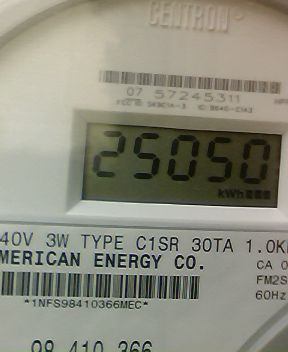 CENTRON®
07 57245311
25050
kWh
40V 3W TYPE C1SR 30TA 1.0K
MERICAN ENERGY CO.
CA 0
FM2S
60Hz
*1NFS98410366MEC*
98 410 366